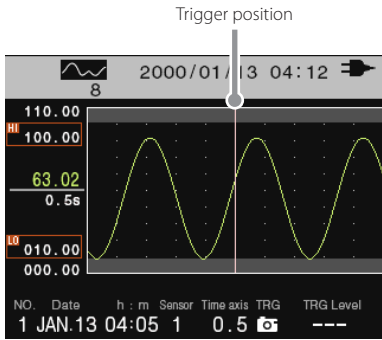 Trigger position
2000/01/13 04:12
8
110.00
HI
100.00
63.02
0.5s
LO
010.00
000.00
NO. Date h : m Sensor Time axis TRG TRG Level
1 JAN.13 04:05 1 0.5 ---